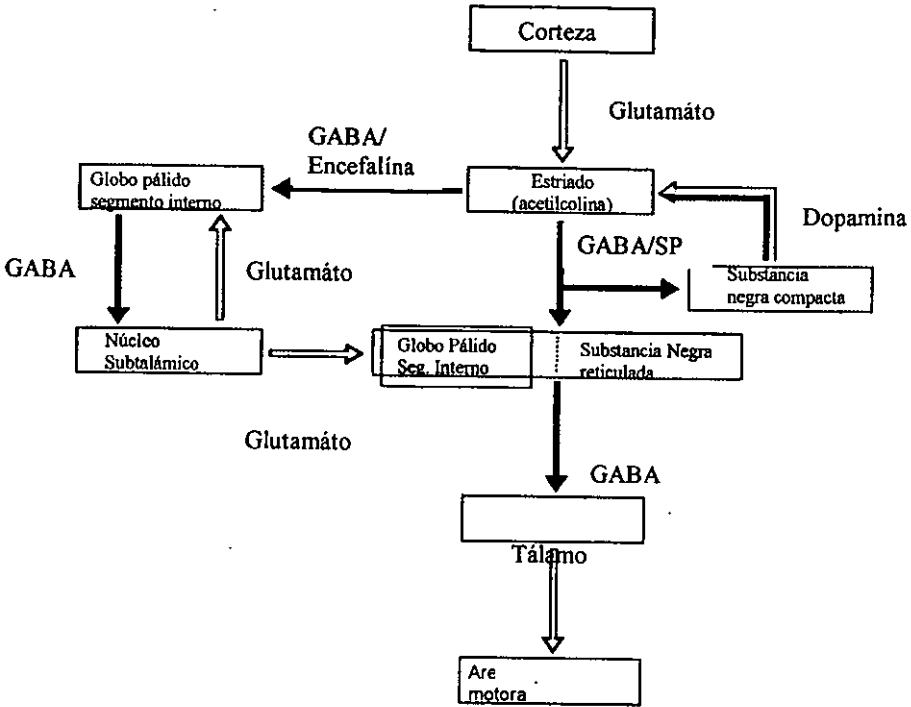 Corteza
Glutamáto
GABA/
Encefalína
Globo pálido
segmento interno
Estriado
(acetilcolina)
Dopamina
GABA/SP
GABA
Glutamáto
Substancia
negra compacta
Núcleo
Subtalámico
Globo Pálido
Seg. Interno
Substancia Negra
reticulada
Glutamáto
GABA
Tálamo
Are
motora